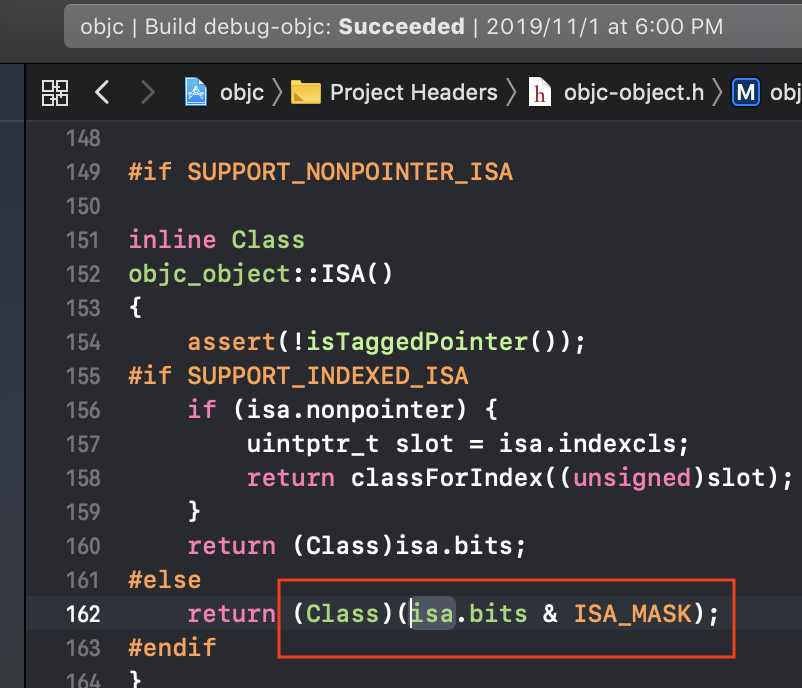 objc | Build debug-objc: Succeeded | 2019/11/1 at 6:00 PM
objc 〉 Project Headers 〉 h objc-object.h 〉 M obj
148
149 #if SUPPORT_NONPOINTER_ISA
150
151 inline Class
152 objc_object::ISA()
153 {
154     assert(!isTaggedPointer());
155 #if SUPPORT_INDEXED_ISA
156     if (isa.nonpointer) {
157         uintptr_t slot = isa.indexcls;
158         return classForIndex((unsigned)slot);
159     }
160     return (Class)isa.bits;
161 #else
162     return (Class)(isa.bits & ISA_MASK);
163 #endif
164 }